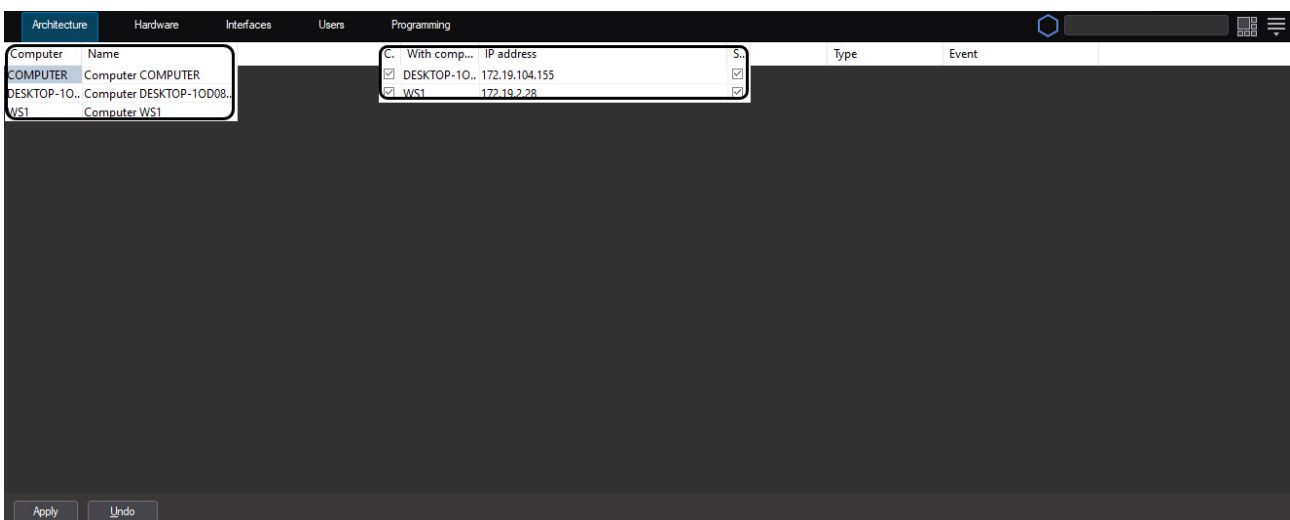 Architecture Hardware Interfaces Users Programming
Computer Name C. With comp... IP address S.. Type Event
COMPUTER Computer COMPUTER DESKTOP-1O.. 172.19.104.155
DESKTOP-1O.. Computer DESKTOP-1OD08.. WS1 172.19.2.28
WS1 Computer WS1
Apply Undo